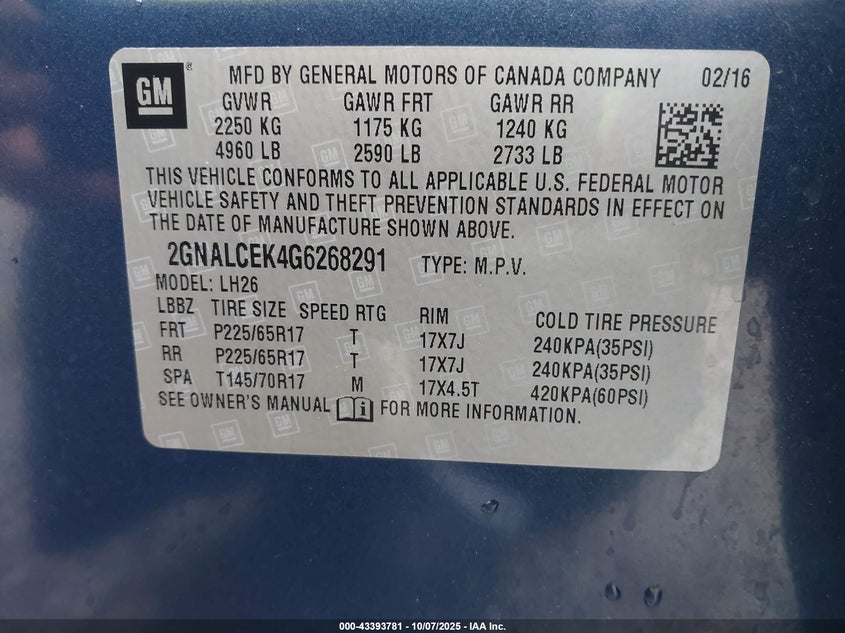 GM ® MFD BY GENERAL MOTORS OF CANADA COMPANY 02/16
GVWR GAWR FRT GAWR RR
2250 KG 1175 KG 1240 KG
4960 LB 2590 LB 2733 LB
THIS VEHICLE CONFORMS TO ALL APPLICABLE U.S. FEDERAL MOTOR
VEHICLE SAFETY AND THEFT PREVENTION STANDARDS IN EFFECT ON
THE DATE OF MANUFACTURE SHOWN ABOVE.
2GNALCEK4G6268291 TYPE: M.P.V.
MODEL: LH26
LBBZ TIRE SIZE SPEED RTG RIM COLD TIRE PRESSURE
FRT P225/65R17 T 17X7J 240KPA(35PSI)
RR P225/65R17 T 17X7J 240KPA(35PSI)
SPA T145/70R17 M 17X4.5T 420KPA(60PSI)
SEE OWNER'S MANUAL FOR MORE INFORMATION.
000-43393781 - 10/07/2025 - IAA Inc.